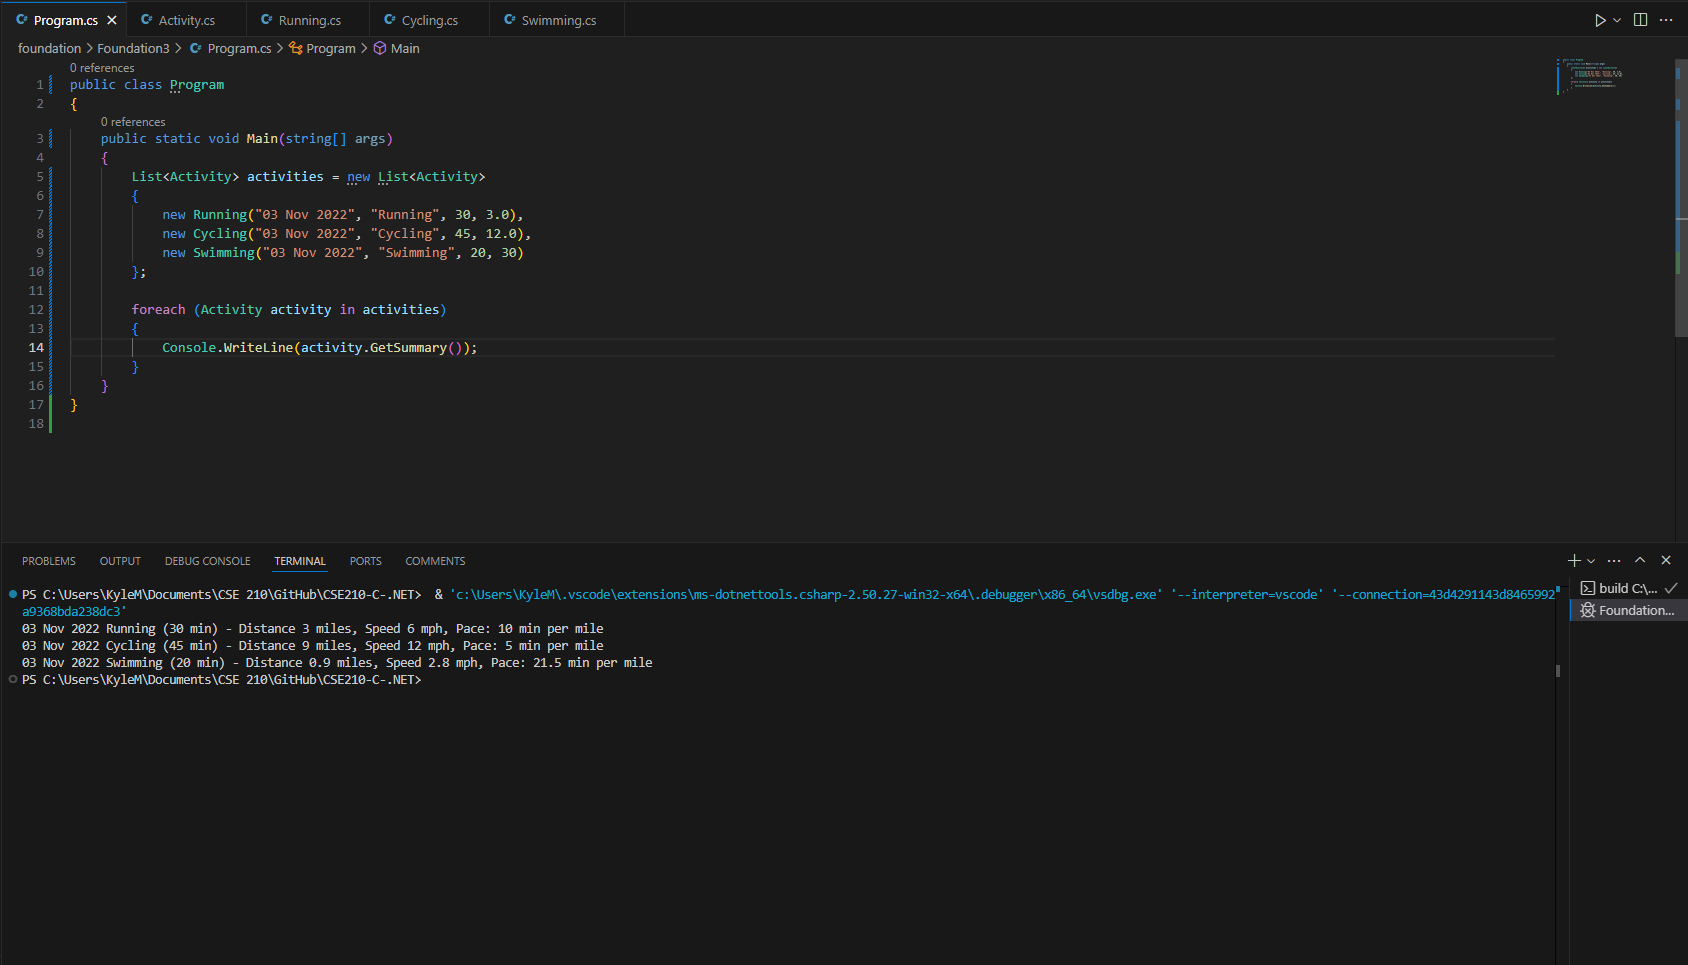 Program.cs Activity.cs Running.cs Cycling.cs Swimming.cs
foundation > Foundation3 > Program.cs > Program > Main
0 references
1 public class Program
2 {
0 references
3 public static void Main(string[] args)
4 {
5 List<Activity> activities = new List<Activity>
6 {
7 new Running("03 Nov 2022", "Running", 30, 3.0),
8 new Cycling("03 Nov 2022", "Cycling", 45, 12.0),
9 new Swimming("03 Nov 2022", "Swimming", 20, 30)
10 };
11
12 foreach (Activity activity in activities)
13 {
14 Console.WriteLine(activity.GetSummary());
15 }
16 }
17 }
18
PROBLEMS OUTPUT DEBUG CONSOLE TERMINAL PORTS COMMENTS
PS C:\Users\KyleM\Documents\CSE 210\GitHub\CSE210-C-.NET> & 'c:\Users\KyleM\.vscode\extensions\ms-dotnettools.csharp-2.50.27-win32-x64\.debugger\x86_64\vsdbg.exe' '--interpreter=vscode' '--connection=43d4291143d8465992
a9368bda238dc3'
03 Nov 2022 Running (30 min) - Distance 3 miles, Speed 6 mph, Pace: 10 min per mile
03 Nov 2022 Cycling (45 min) - Distance 9 miles, Speed 12 mph, Pace: 5 min per mile
03 Nov 2022 Swimming (20 min) - Distance 0.9 miles, Speed 2.8 mph, Pace: 21.5 min per mile
PS C:\Users\KyleM\Documents\CSE 210\GitHub\CSE210-C-.NET>
build C:\...
Foundation...